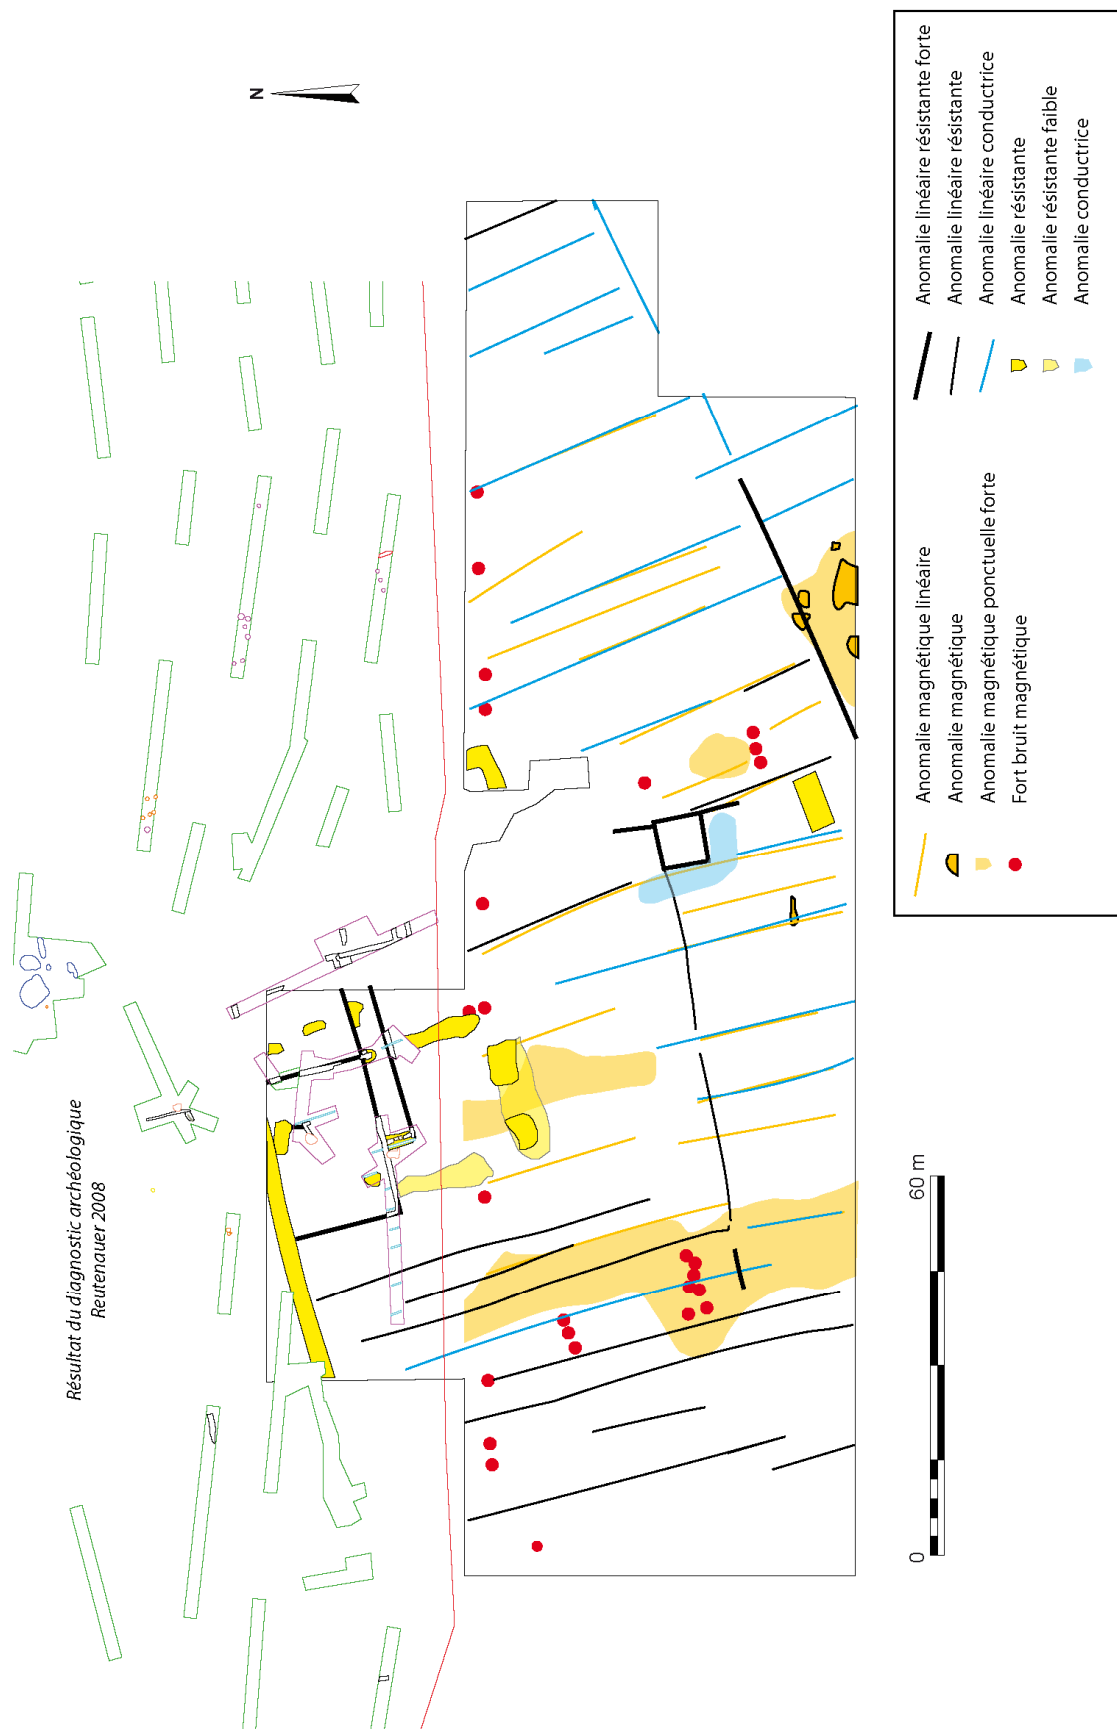 Résultat du diagnostic archéologique
Reutenauer 2008
N
0
60 m
Anomalie magnétique linéaire
Anomalie magnétique
Anomalie magnétique ponctuelle forte
Fort bruit magnétique
Anomalie linéaire résistante forte
Anomalie linéaire résistante
Anomalie linéaire conductrice
Anomalie résistante
Anomalie résistante faible
Anomalie conductrice